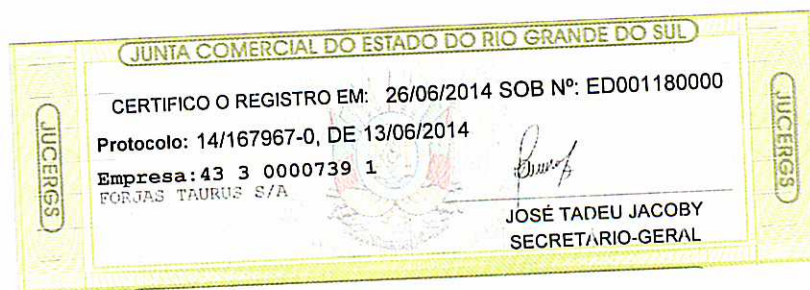 JUNTA COMERCIAL DO ESTADO DO RIO GRANDE DO SUL
JUCERGS
CERTIFICO O REGISTRO EM: 26/06/2014 SOB Nº: ED001180000
Protocolo: 14/167967-0, DE 13/06/2014
Empresa:43 3 0000739 1
FORJAS TAURUS S/A
JOSÉ TADEU JACOBY
SECRETÁRIO-GERAL
JUCERGS